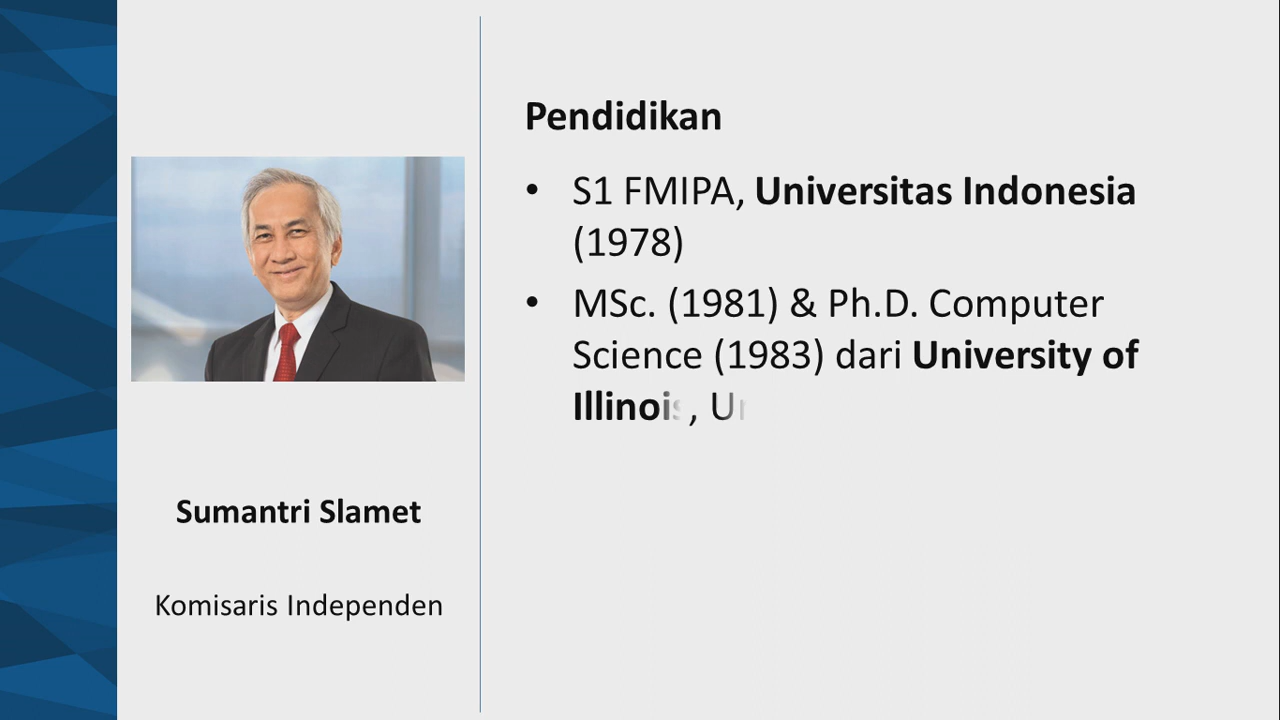 Pendidikan
• S1 FMIPA, Universitas Indonesia
(1978)
• MSc. (1981) & Ph.D. Computer
Science (1983) dari University of
Illinois,
Sumantri Slamet
Komisaris Independen